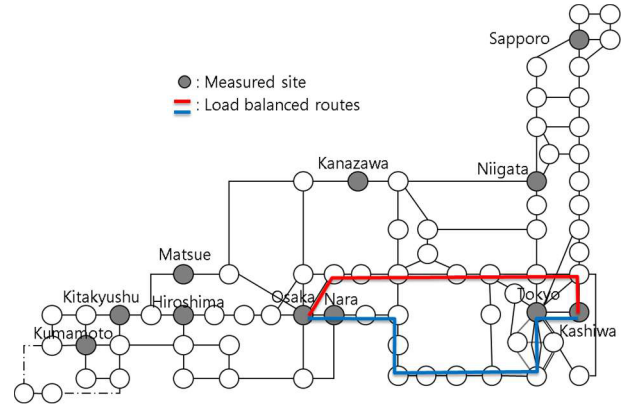 Sapporo
: Measured site
: Load balanced routes
Kanazawa
Niigata
Matsue
Kitakyushu
Hiroshima
Osaka
Nara
Tokyo
Kumamoto
Kashiwa